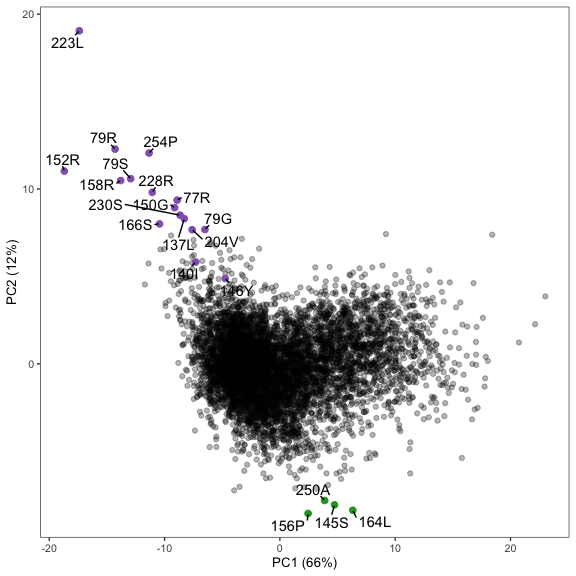 20
223L
79R
254P
152R
79S
158R
228R
77R
230S
150G
79G
166S
137L
204V
140I
146Y
10
0
250A
156P
145S
164L
-20
-10
0
10
20
PC1 (66%)
PC2 (12%)